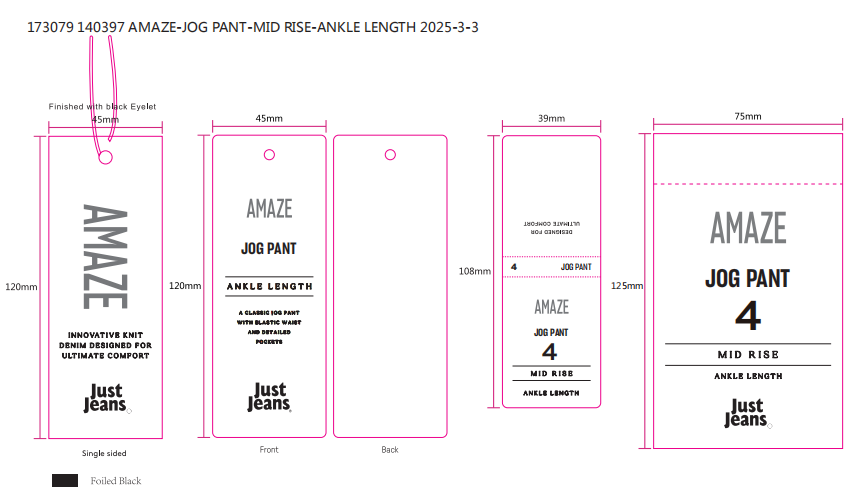 173079 140397 AMAZE-JOG PANT-MID RISE-ANKLE LENGTH 2025-3-3
Finished with black Eyelet
45mm
120mm
AMAZE
INNOVATIVE KNIT
DENIM DESIGNED FOR
ULTIMATE COMFORT
Just
Jeans
Single sided
Foiled Black
45mm
120mm
AMAZE
JOG PANT
ANKLE LENGTH
A CLASSIC JOG PANT
WITH ELASTIC WAIST
AND DETAILED
POCKETS
Just
Jeans
Front
Back
39mm
108mm
DESIGNED FOR
ULTIMATE COMFORT
4 JOG PANT
AMAZE
JOG PANT
4
MID RISE
ANKLE LENGTH
75mm
125mm
AMAZE
JOG PANT
4
MID RISE
ANKLE LENGTH
Just
Jeans